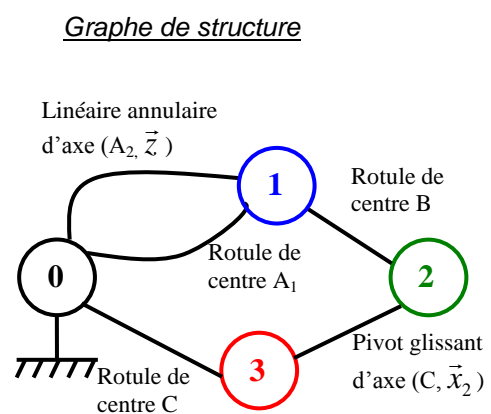 Graphe de structure
Linéaire annulaire
d'axe (A₂, z⃗ )
1
Rotule de
centre B
Rotule de
centre A₁
0
2
3
Pivot glissant
d'axe (C, x⃗₂ )
Rotule de
centre C